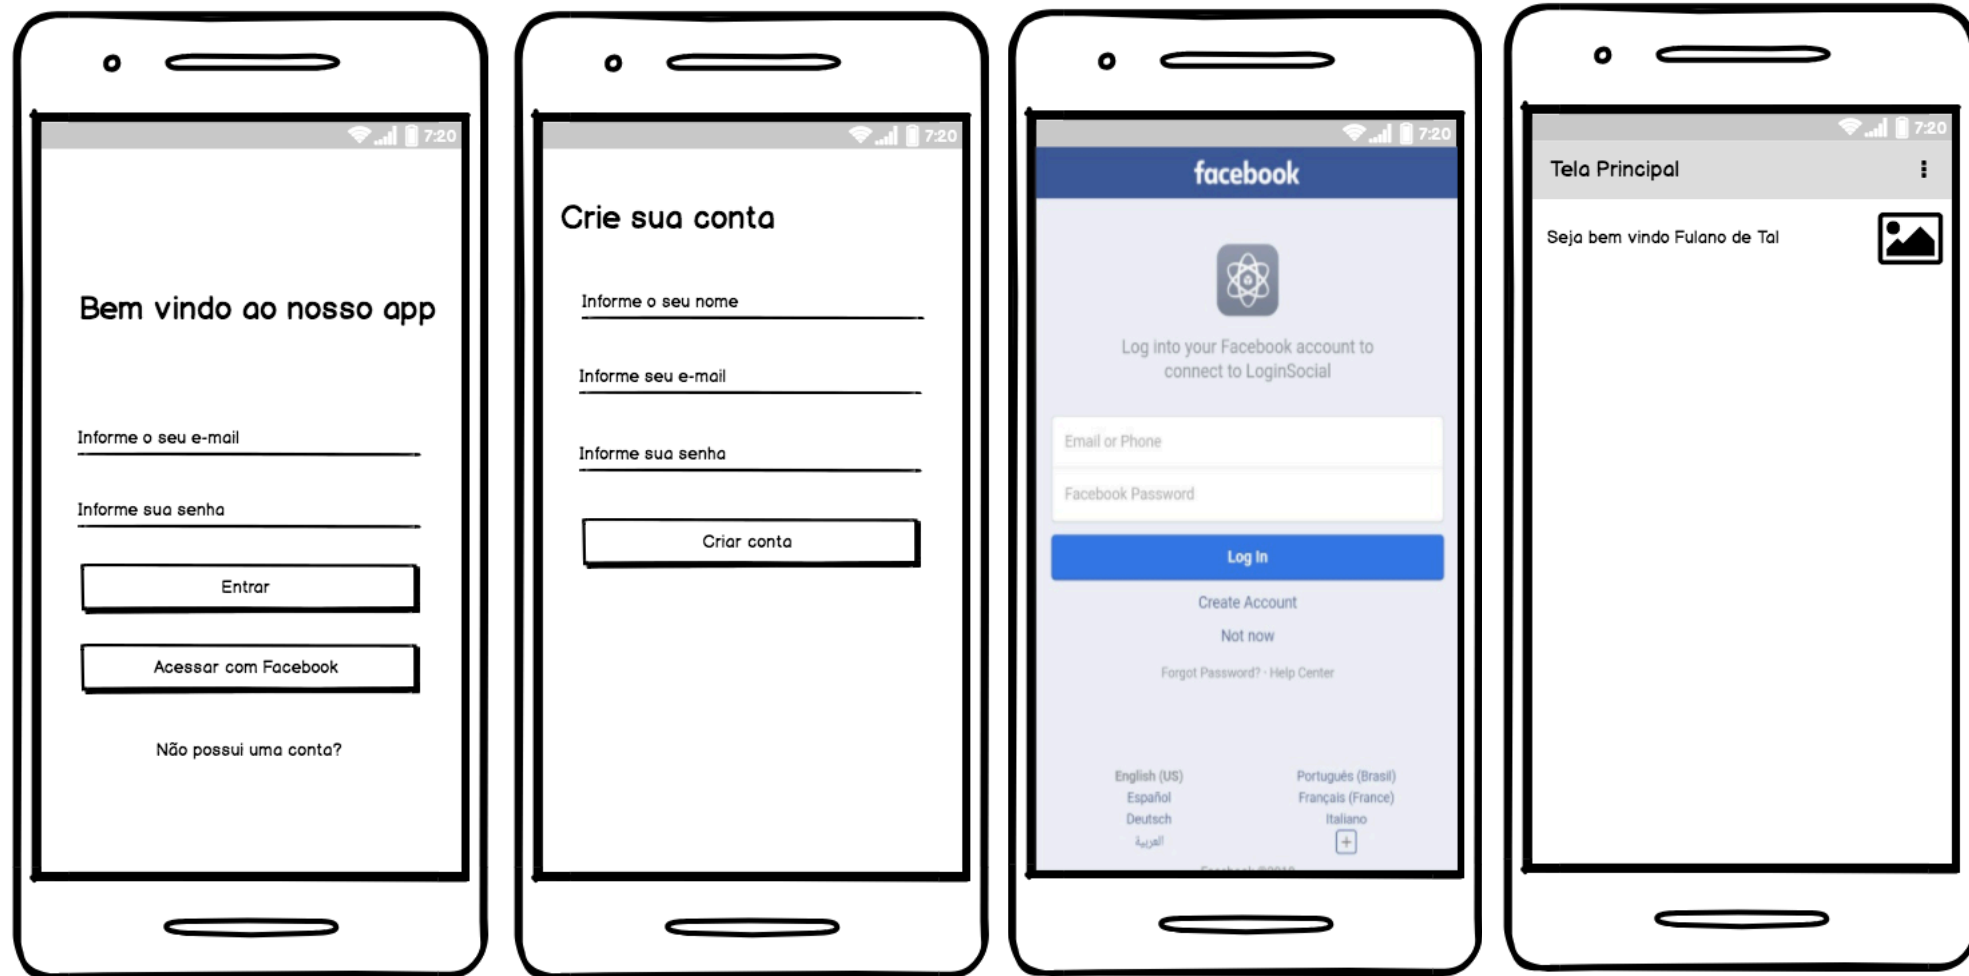 7:20
Bem vindo ao nosso app
Informe o seu e-mail
Informe sua senha
Entrar
Acessar com Facebook
Não possui uma conta?
7:20
Crie sua conta
Informe o seu nome
Informe seu e-mail
Informe sua senha
Criar conta
7:20
facebook
Log into your Facebook account to
connect to LoginSocial
Email or Phone
Facebook Password
Log In
Create Account
Not now
Forgot Password? · Help Center
English (US)
Português (Brasil)
Español
Français (France)
Deutsch
Italiano
العربية
+
7:20
Tela Principal
Seja bem vindo Fulano de Tal